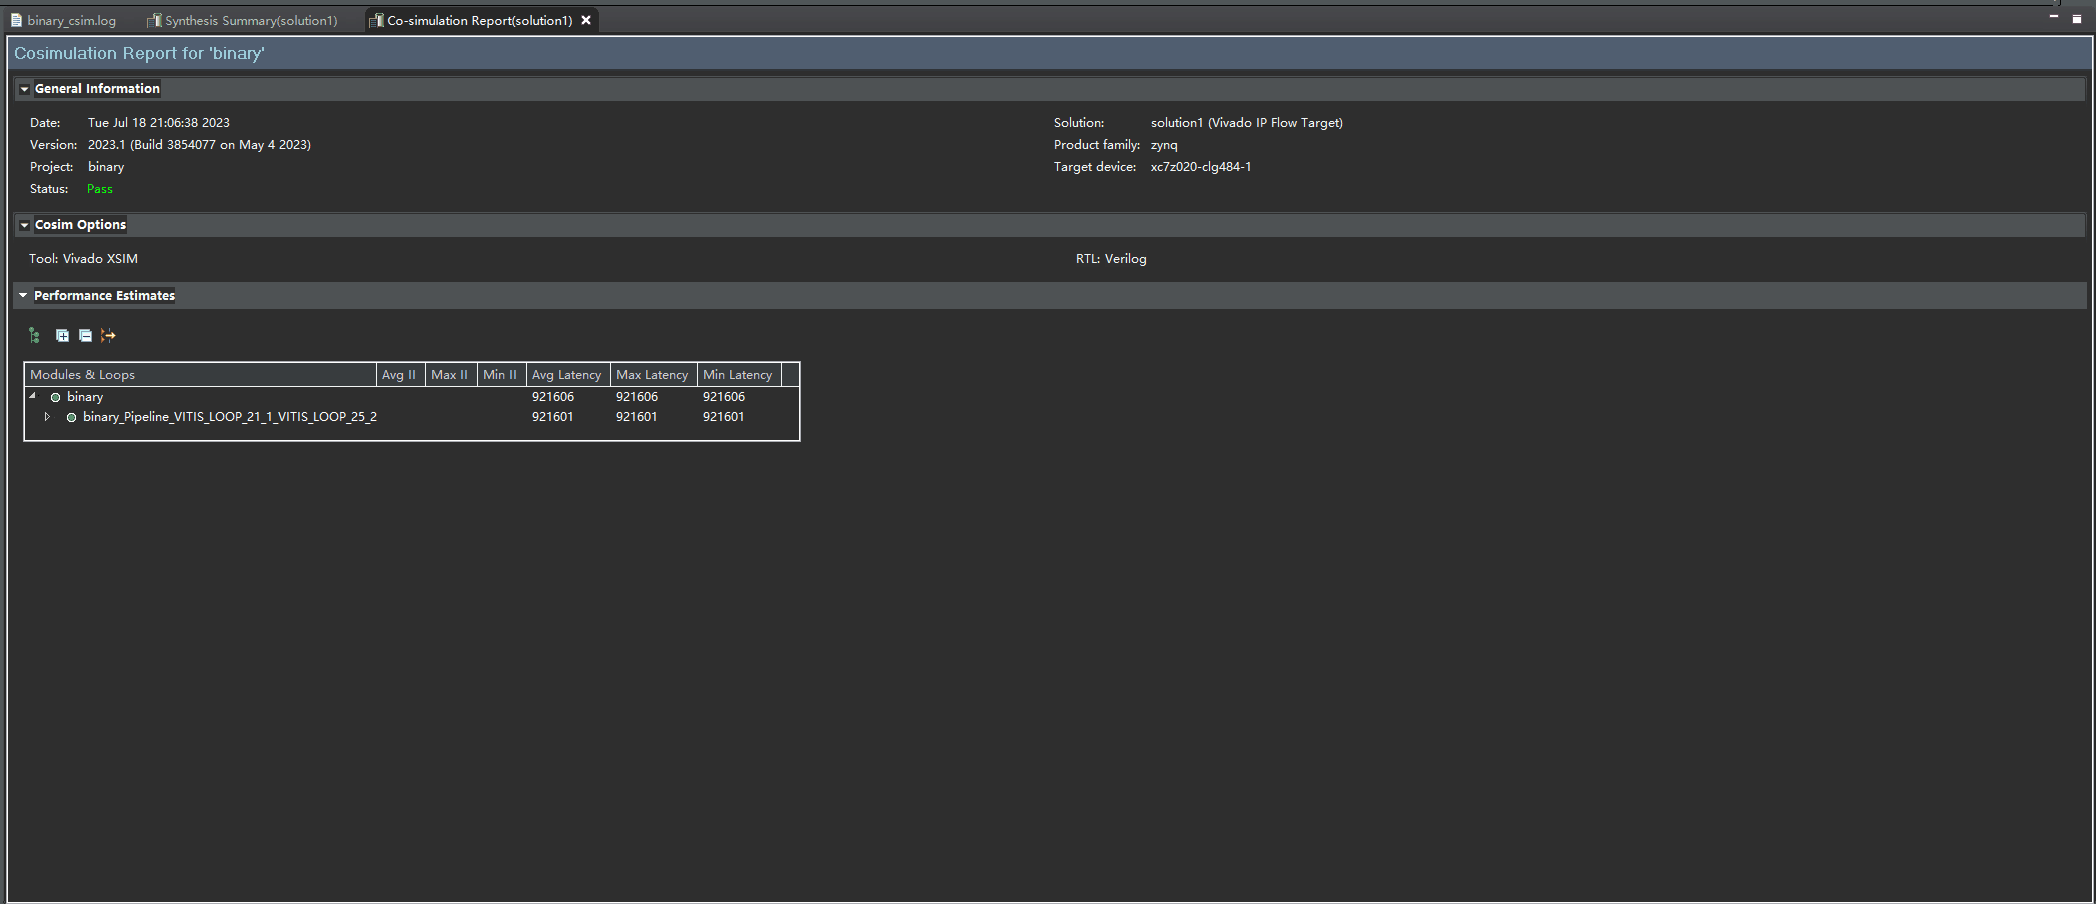 binary_csim.log Synthesis Summary(solution1) Co-simulation Report(solution1)
Cosimulation Report for 'binary'
General Information
Date: Tue Jul 18 21:06:38 2023 Solution: solution1 (Vivado IP Flow Target)
Version: 2023.1 (Build 3854077 on May 4 2023) Product family: zynq
Project: binary Target device: xc7z020-clg484-1
Status: Pass
Cosim Options
Tool: Vivado XSIM RTL: Verilog
Performance Estimates
Modules & Loops Avg II Max II Min II Avg Latency Max Latency Min Latency
binary 921606 921606 921606
binary_Pipeline_VITIS_LOOP_21_1_VITIS_LOOP_25_2 921601 921601 921601